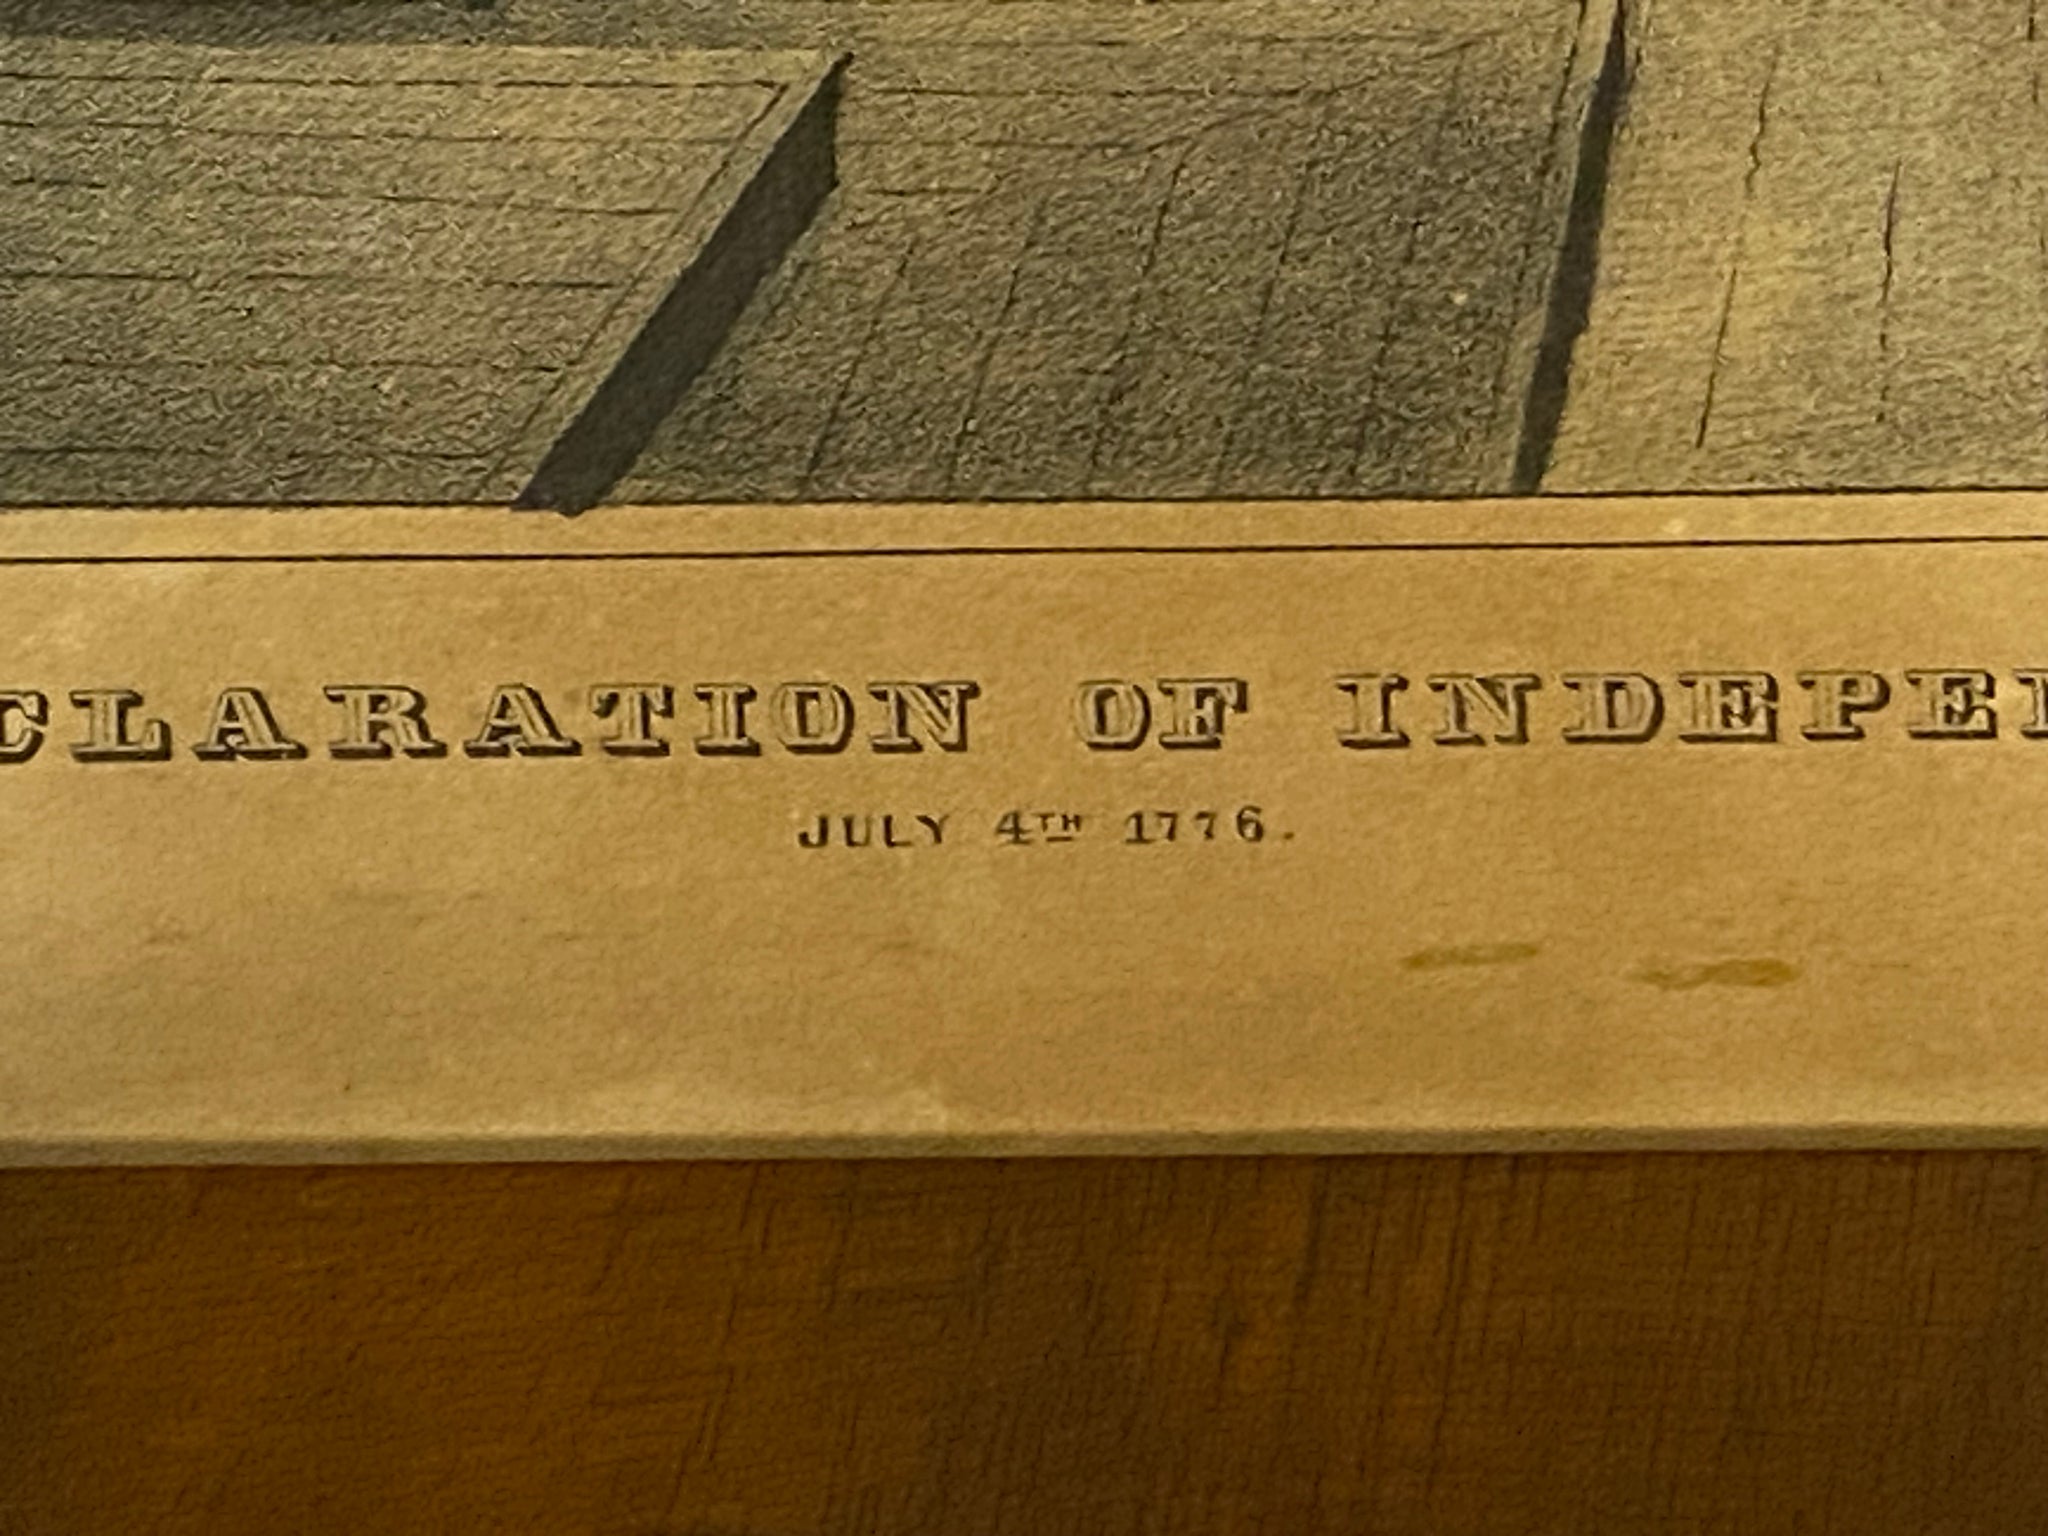 CLARATION OF INDEPE
JULY 4TH 1776.